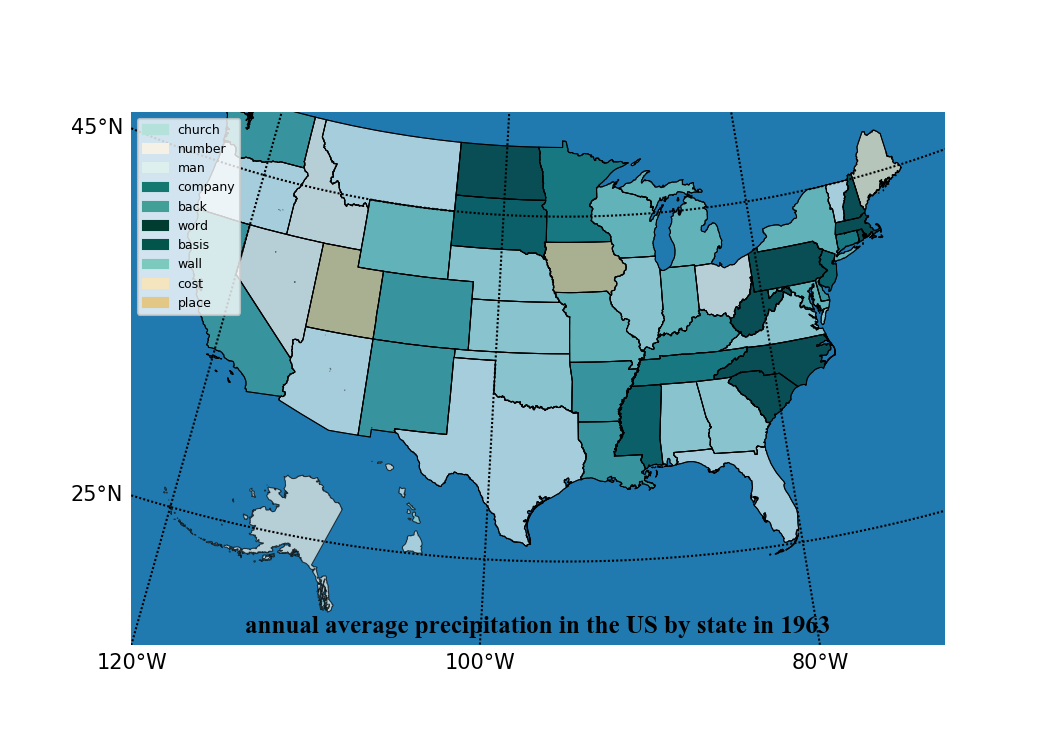 45°N
church
number
man
company
back
word
basis
wall
cost
place
25°N
annual average precipitation in the US by state in 1963
120°W 100°W 80°W